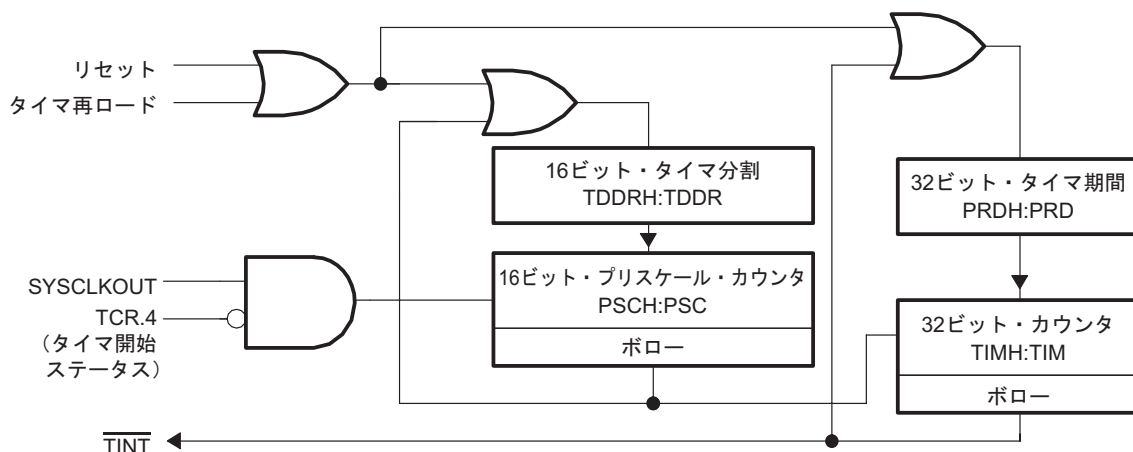 リセット
タイマ再ロード
16ビット・タイマ分割
TDDRH:TDDR
32ビット・タイマ期間
PRDH:PRD
SYSCLKOUT
TCR.4
（タイマ開始
ステータス）
16ビット・プリスケール・カウンタ
PSCH:PSC
ボロー
32ビット・カウンタ
TIMH:TIM
ボロー
TINT